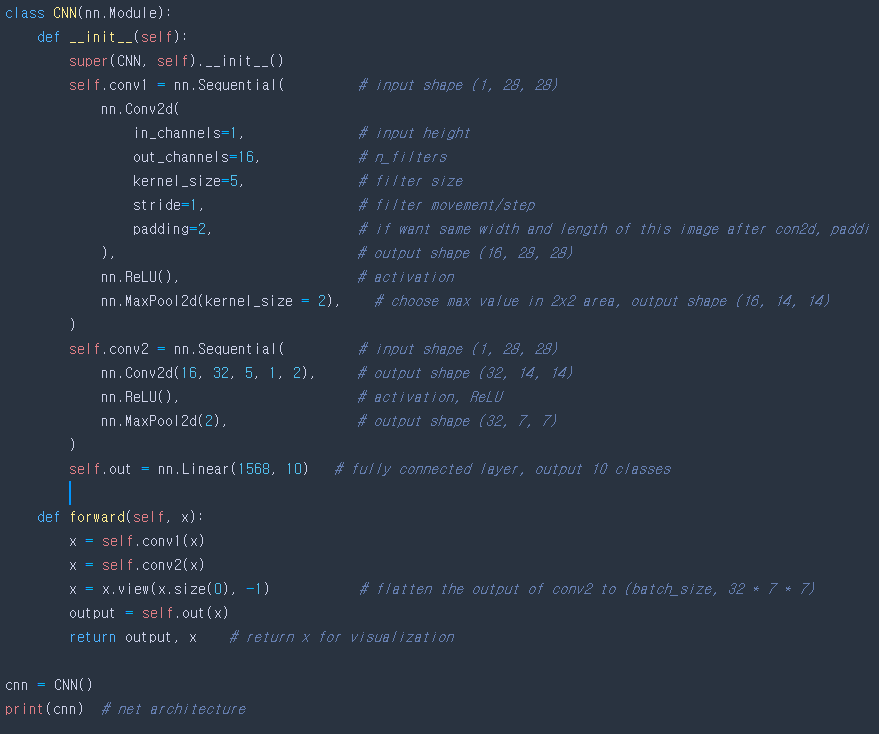 class CNN(nn.Module):
    def __init__(self):
        super(CNN, self).__init__()
        self.conv1 = nn.Sequential(         # input shape (1, 28, 28)
            nn.Conv2d(
                in_channels=1,              # input height
                out_channels=16,            # n_filters
                kernel_size=5,              # filter size
                stride=1,                   # filter movement/step
                padding=2,                  # if want same width and length of this image after con2d, paddi
            ),                              # output shape (16, 28, 28)
            nn.ReLU(),                      # activation
            nn.MaxPool2d(kernel_size = 2),    # choose max value in 2x2 area, output shape (16, 14, 14)
        )
        self.conv2 = nn.Sequential(         # input shape (1, 28, 28)
            nn.Conv2d(16, 32, 5, 1, 2),     # output shape (32, 14, 14)
            nn.ReLU(),                      # activation, ReLU
            nn.MaxPool2d(2),                # output shape (32, 7, 7)
        )
        self.out = nn.Linear(1568, 10)   # fully connected layer, output 10 classes
    def forward(self, x):
        x = self.conv1(x)
        x = self.conv2(x)
        x = x.view(x.size(0), -1)           # flatten the output of conv2 to (batch_size, 32 * 7 * 7)
        output = self.out(x)
        return output, x    # return x for visualization
cnn = CNN()
print(cnn)  # net architecture